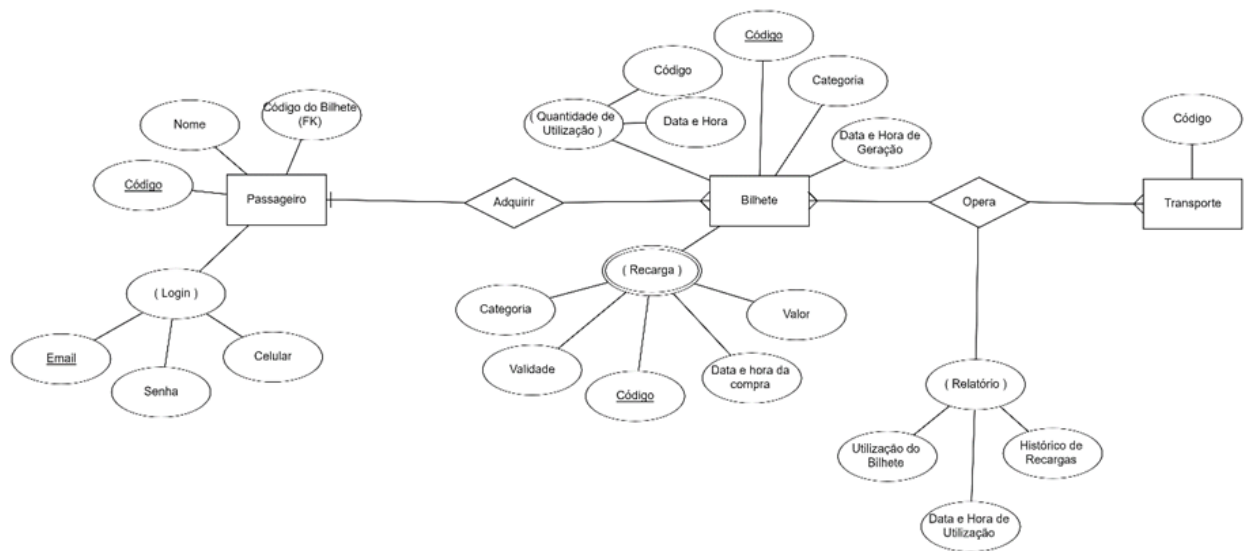 Código
Código
Categoria
( Quantidade de
Utilização )
Data e Hora
Data e Hora de
Geração
Código do Bilhete
(FK)
Nome
Código
Código
Passageiro
Adquirir
Bilhete
Opera
Transporte
( Login )
Email
Senha
Celular
( Recarga )
Categoria
Validade
Código
Data e hora da
compra
Valor
( Relatório )
Utilização do
Bilhete
Data e Hora de
Utilização
Histórico de
Recargas